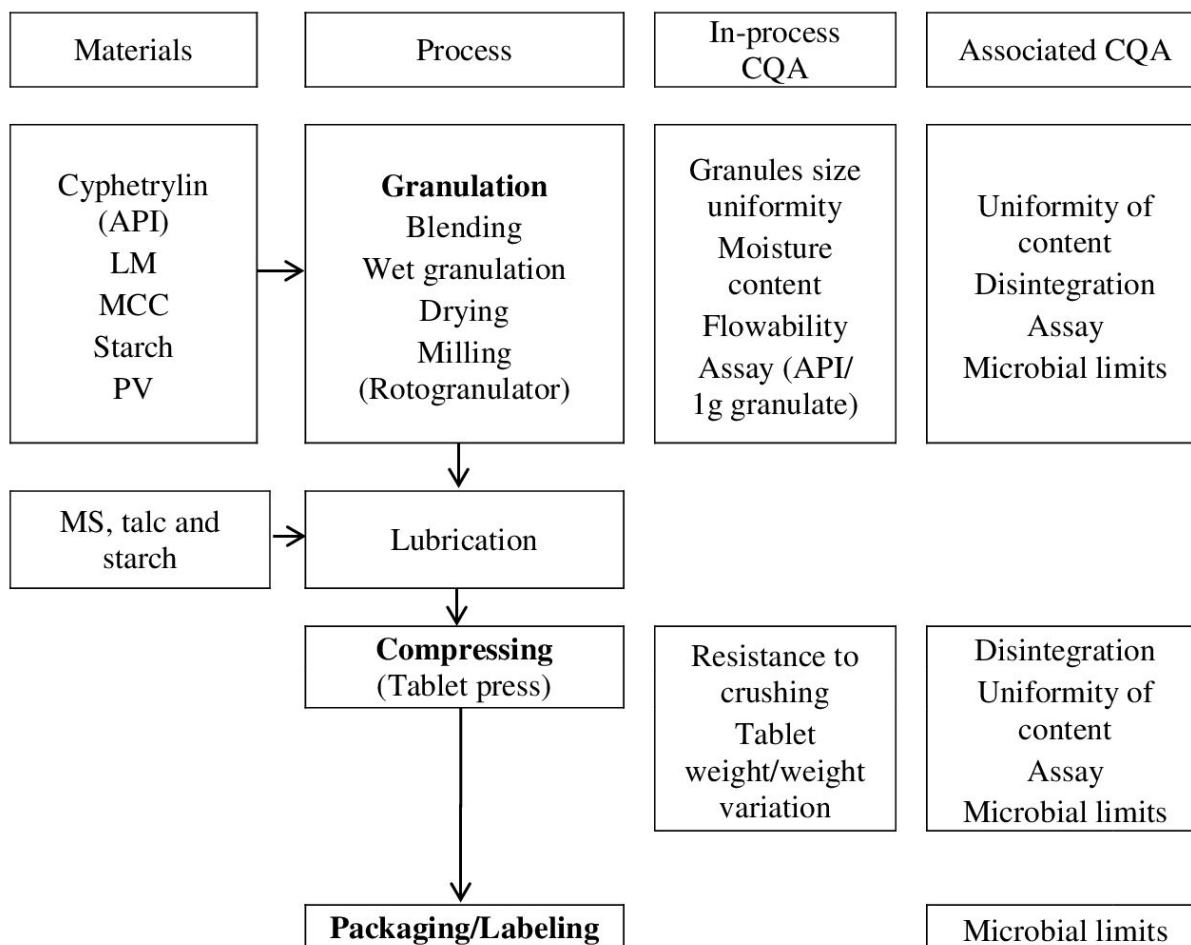 Materials
Process
In-process
CQA
Associated CQA
Cyphetrylin
(API)
LM
MCC
Starch
PV
Granulation
Blending
Wet granulation
Drying
Milling
(Rotogranulator)
Granules size
uniformity
Moisture
content
Flowability
Assay (API/
1g granulate)
Uniformity of
content
Disintegration
Assay
Microbial limits
MS, talc and
starch
Lubrication
Compressing
(Tablet press)
Resistance to
crushing
Tablet
weight/weight
variation
Disintegration
Uniformity of
content
Assay
Microbial limits
Packaging/Labeling
Microbial limits